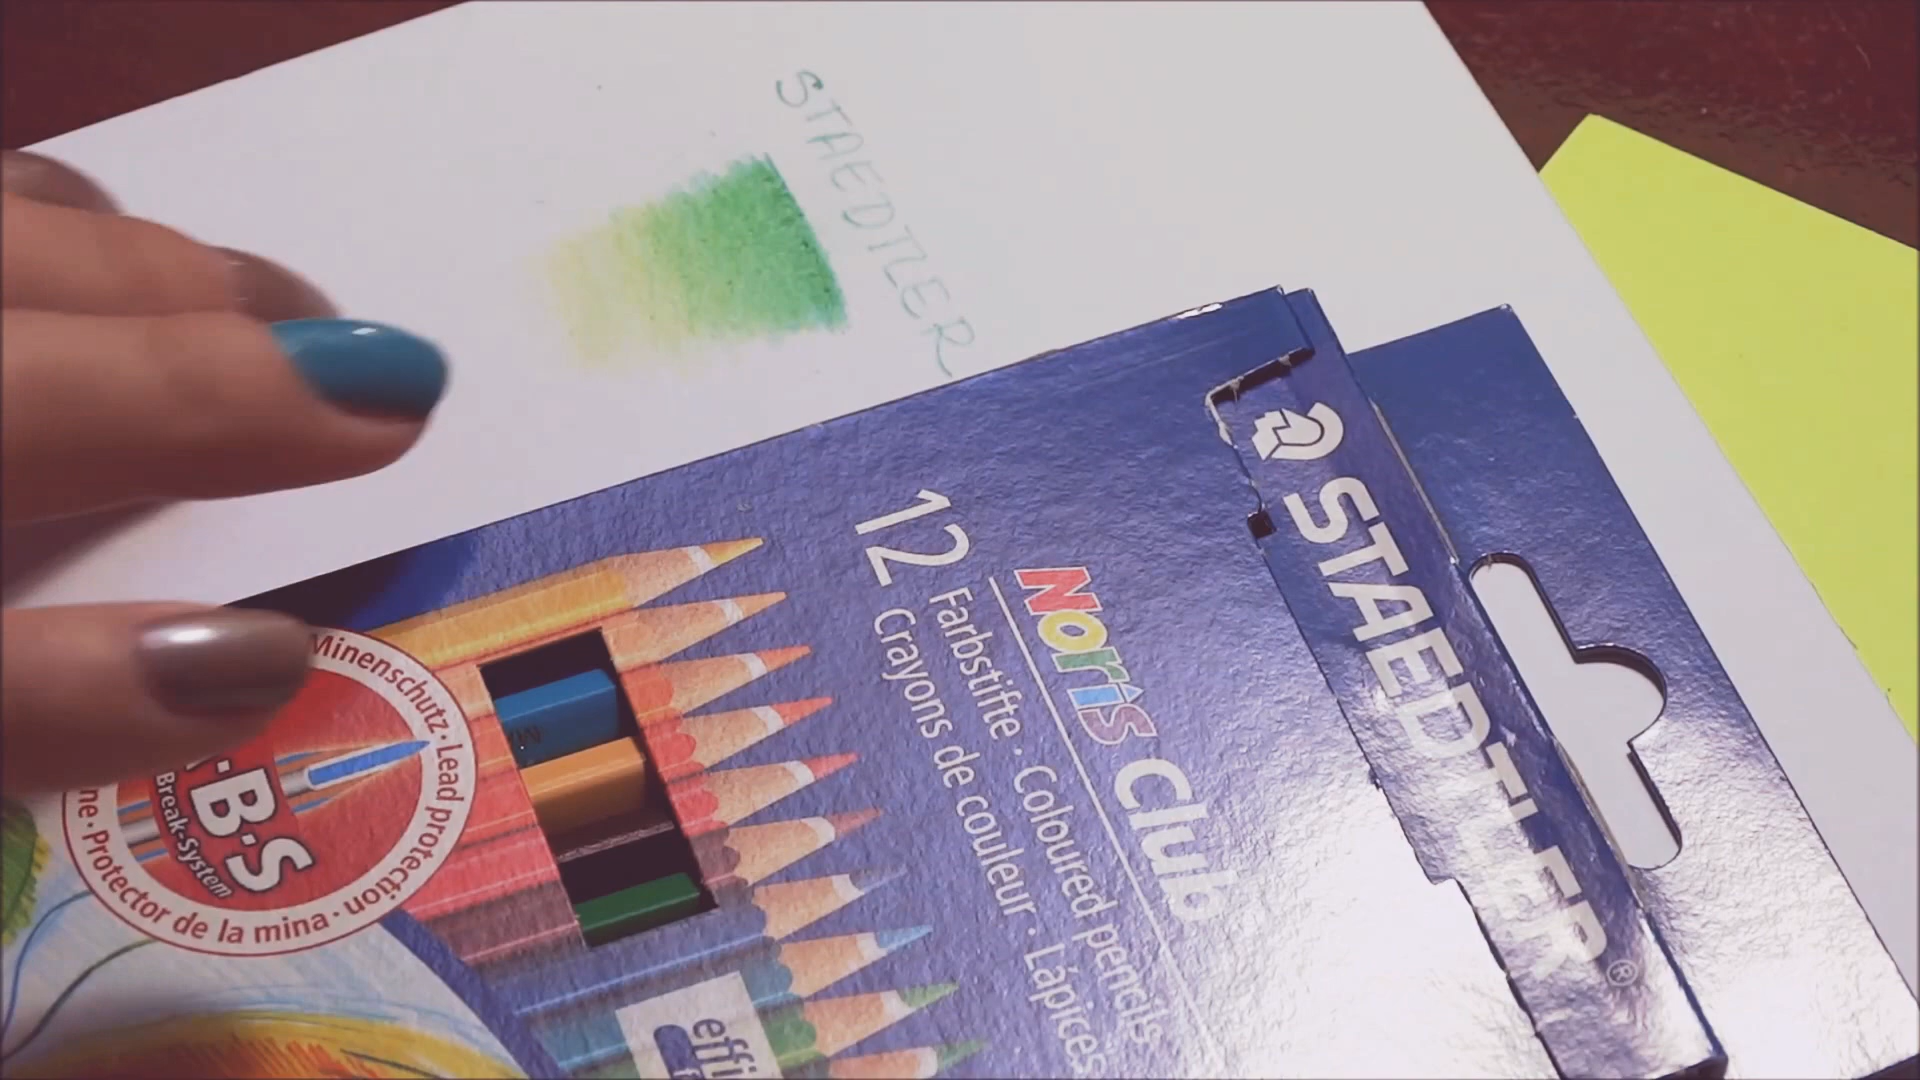 STAEDTLER
STAEDTLER®
Noris Club
12 Farbstifte · Coloured pencils
Crayons de couleur · Lápices
Minenschutz · Lead protection
Protector de la mina
B·S
Break-System